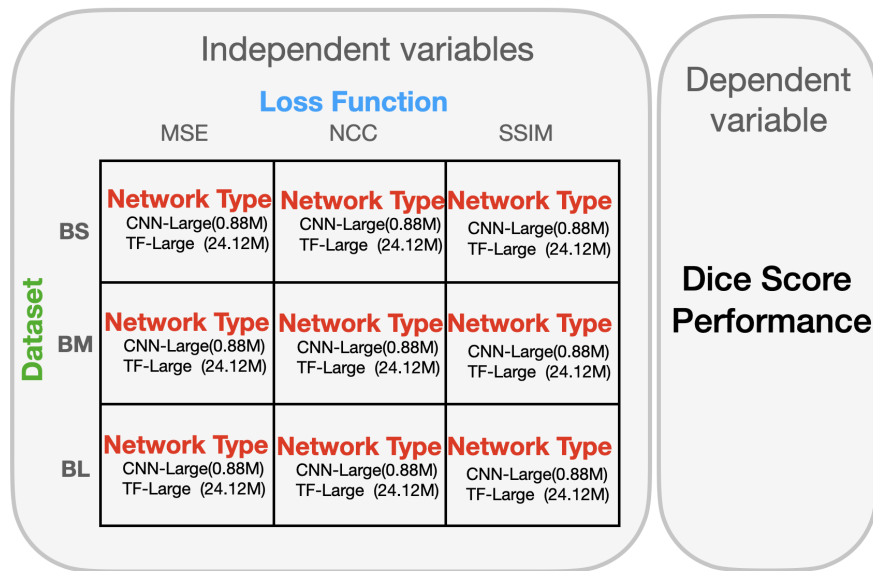 Independent variables
Loss Function
MSE NCC SSIM
Dependent
variable
Dataset
BS
Network Type Network Type Network Type
CNN-Large(0.88M) CNN-Large(0.88M) CNN-Large(0.88M)
TF-Large (24.12M) TF-Large (24.12M) TF-Large (24.12M)
BM
Network Type Network Type Network Type
CNN-Large(0.88M) CNN-Large(0.88M) CNN-Large(0.88M)
TF-Large (24.12M) TF-Large (24.12M) TF-Large (24.12M)
BL
Network Type Network Type Network Type
CNN-Large(0.88M) CNN-Large(0.88M) CNN-Large(0.88M)
TF-Large (24.12M) TF-Large (24.12M) TF-Large (24.12M)
Dice Score
Performance